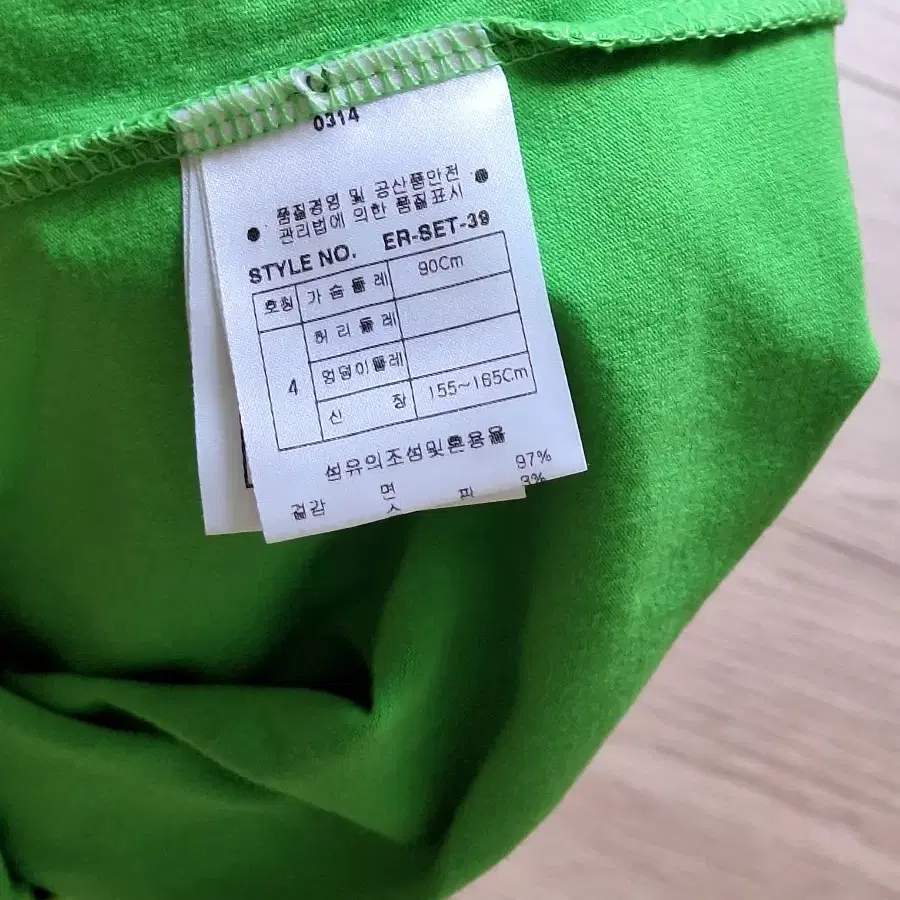 0314
● 품질경영 및 공산품안전 ●
관리법에 의한 품질표시
STYLE NO. ER-SET-39
호칭 가슴둘레 90Cm
허리둘레
4 엉덩이둘레
신 장 155~165Cm
섬유의조성및혼용율
겉감 면 97%
3%